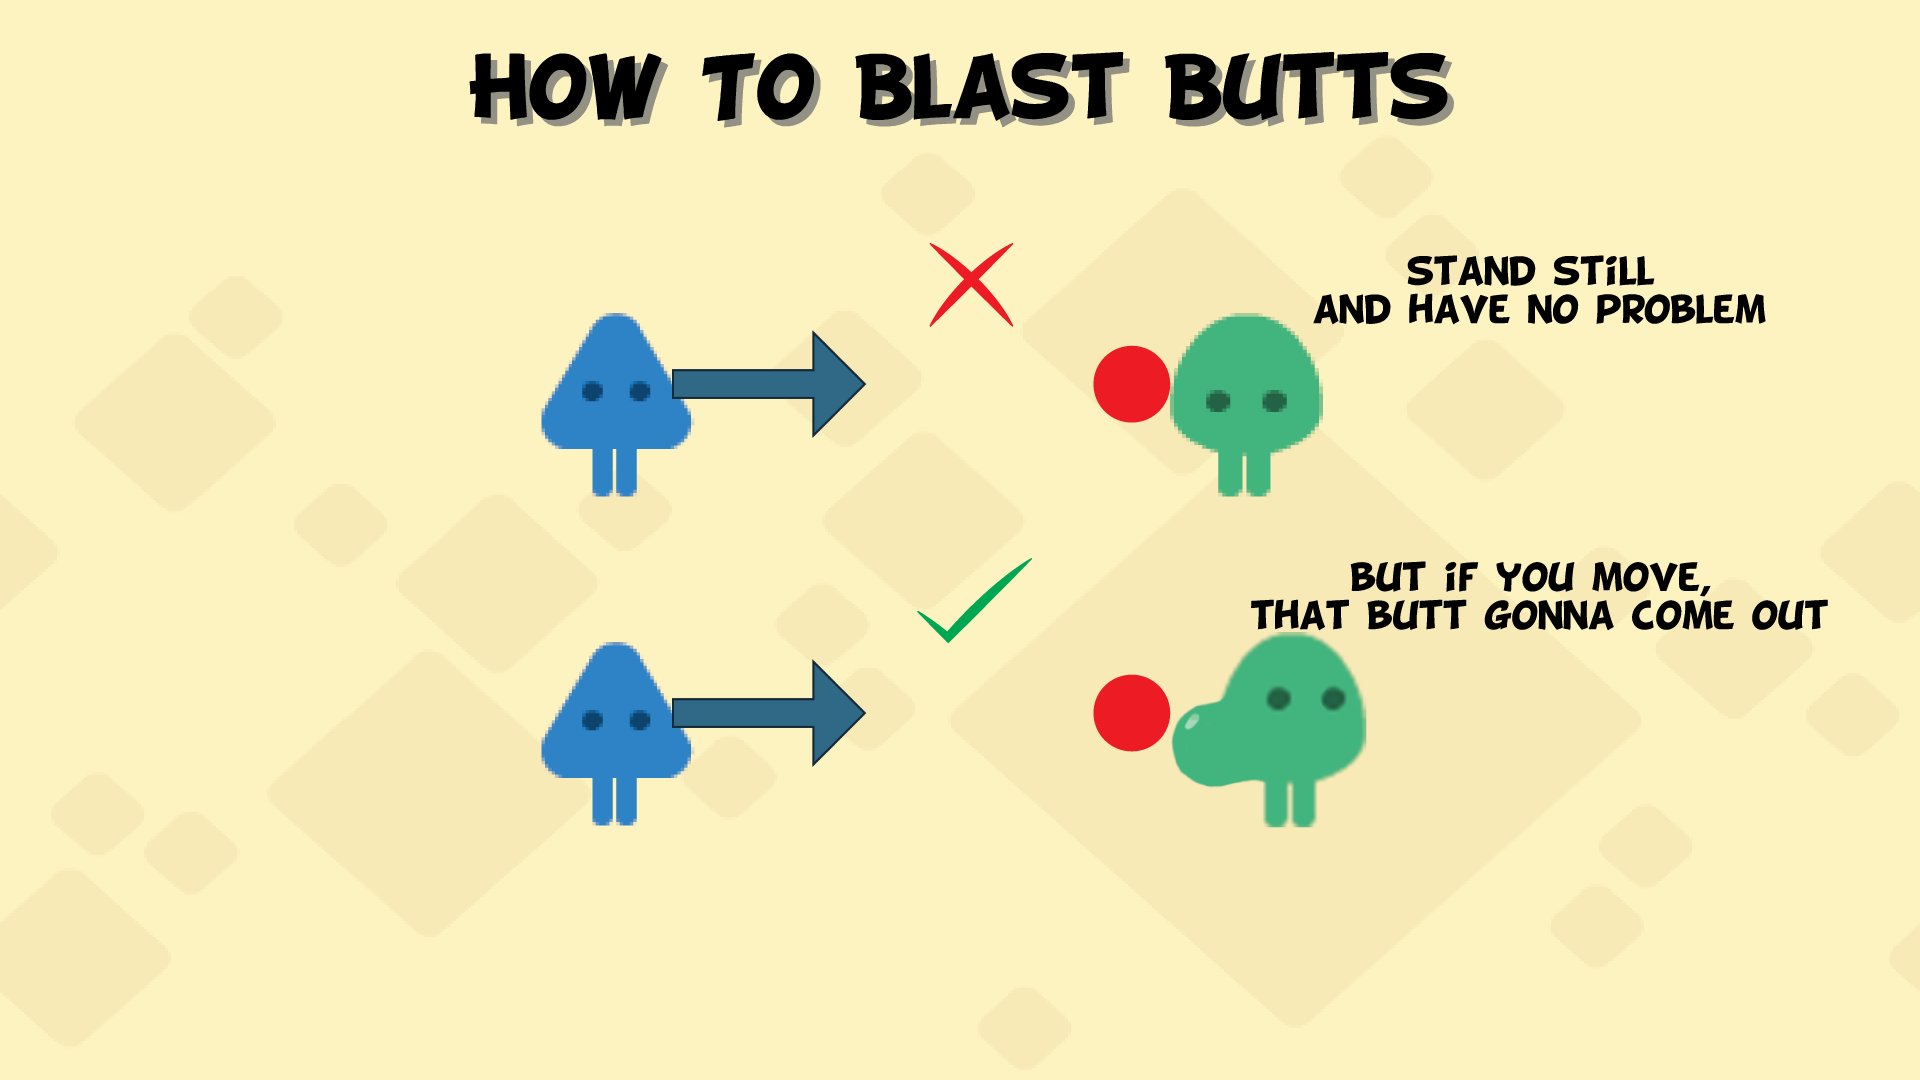 HOW TO BLAST BUTTS
STAND STiLL
AND HAVE NO PROBLEM
BUT iF YOU MOVE,
THAT BUTT GONNA COME OUT